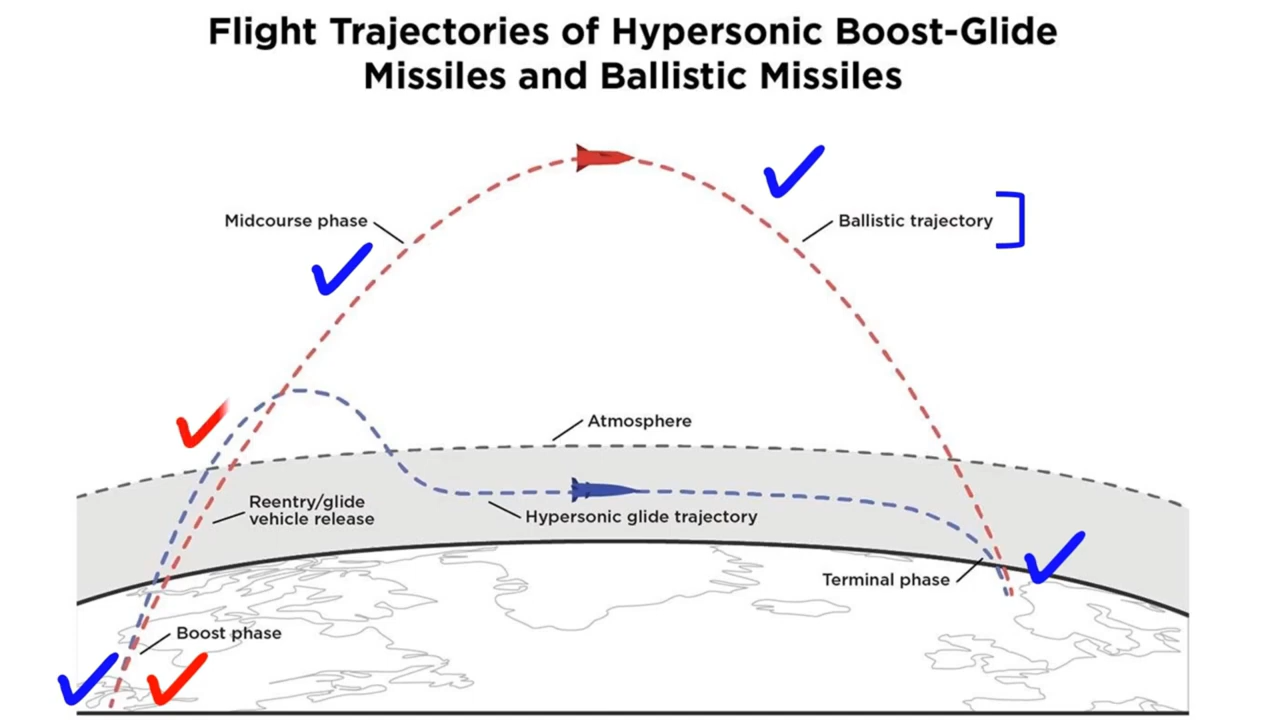 Flight Trajectories of Hypersonic Boost-Glide
Missiles and Ballistic Missiles
Midcourse phase
Ballistic trajectory
Atmosphere
Reentry/glide
vehicle release
Hypersonic glide trajectory
Terminal phase
Boost phase